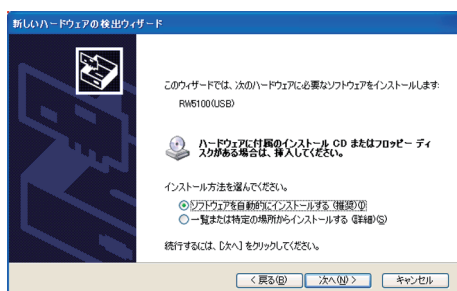 新しいハードウェアの検出ウィザード
このウィザードでは、次のハードウェアに必要なソフトウェアをインストールします:
RW5100(USB)
ハードウェアに付属のインストール CD またはフロッピー ディ
スクがある場合は、挿入してください。
インストール方法を選んでください。
ソフトウェアを自動的にインストールする (推奨)(I)
一覧または特定の場所からインストールする (詳細)(S)
続行するには、[次へ] をクリックしてください。
< 戻る(B) 次へ(N) > キャンセル